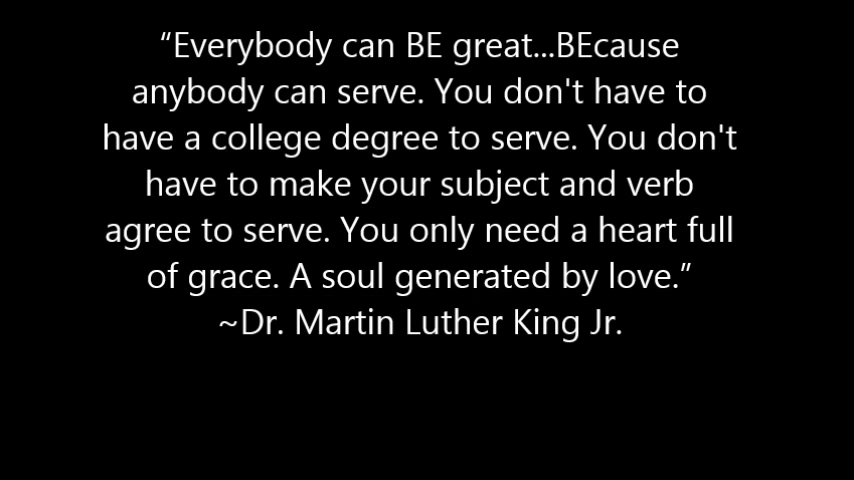 “Everybody can BE great...BEcause
anybody can serve. You don't have to
have a college degree to serve. You don't
have to make your subject and verb
agree to serve. You only need a heart full
of grace. A soul generated by love.”
~Dr. Martin Luther King Jr.